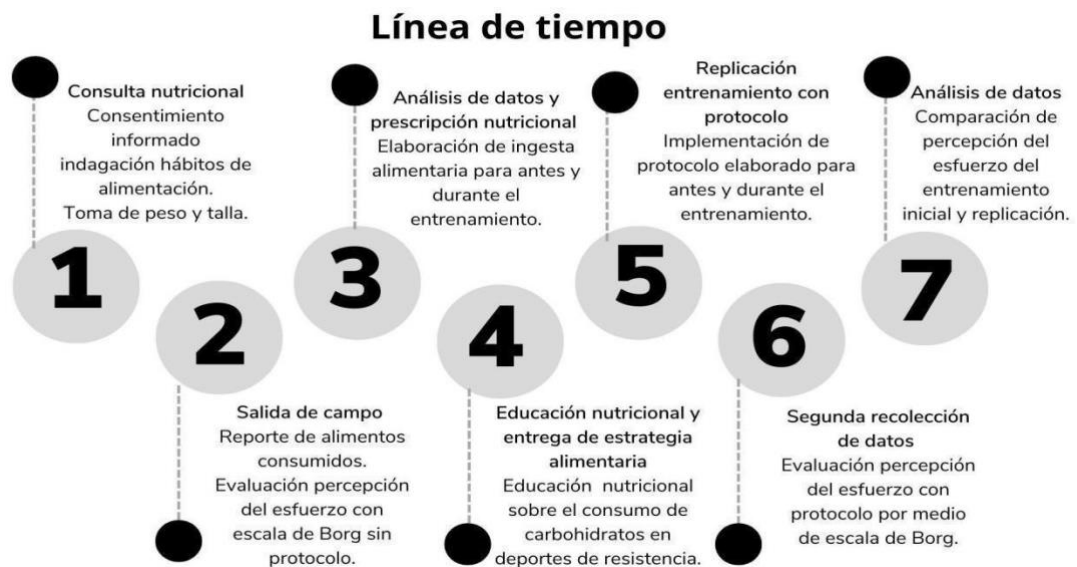 Línea de tiempo
1
Consulta nutricional
Consentimiento
informado
indagación hábitos de
alimentación.
Toma de peso y talla.
2
Salida de campo
Reporte de alimentos
consumidos.
Evaluación percepción
del esfuerzo con
escala de Borg sin
protocolo.
3
Análisis de datos y
prescripción nutricional
Elaboración de ingesta
alimentaria para antes y
durante el
entrenamiento.
4
Educación nutricional y
entrega de estrategia
alimentaria
Educación nutricional
sobre el consumo de
carbohidratos en
deportes de resistencia.
5
Replicación
entrenamiento con
protocolo
Implementación de
protocolo elaborado para
antes y durante el
entrenamiento.
6
Segunda recolección
de datos
Evaluación percepción
del esfuerzo con
protocolo por medio
de escala de Borg.
7
Análisis de datos
Comparación de
percepción del
esfuerzo del
entrenamiento
inicial y replicación.